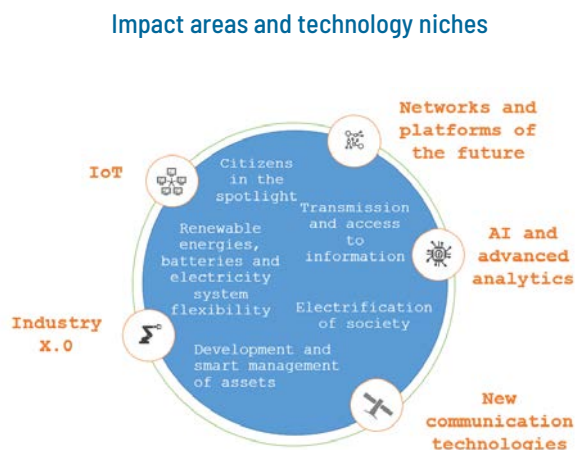 Impact areas and technology niches
Networks and
platforms of
the future
IoT
Citizens
in the
spotlight
Transmission
and access
to
information
Renewable
energies,
batteries and
electricity
system
flexibility
AI and
advanced
analytics
Electrification
of society
Industry
X.0
Development and
smart management
of assets
New
communication
technologies